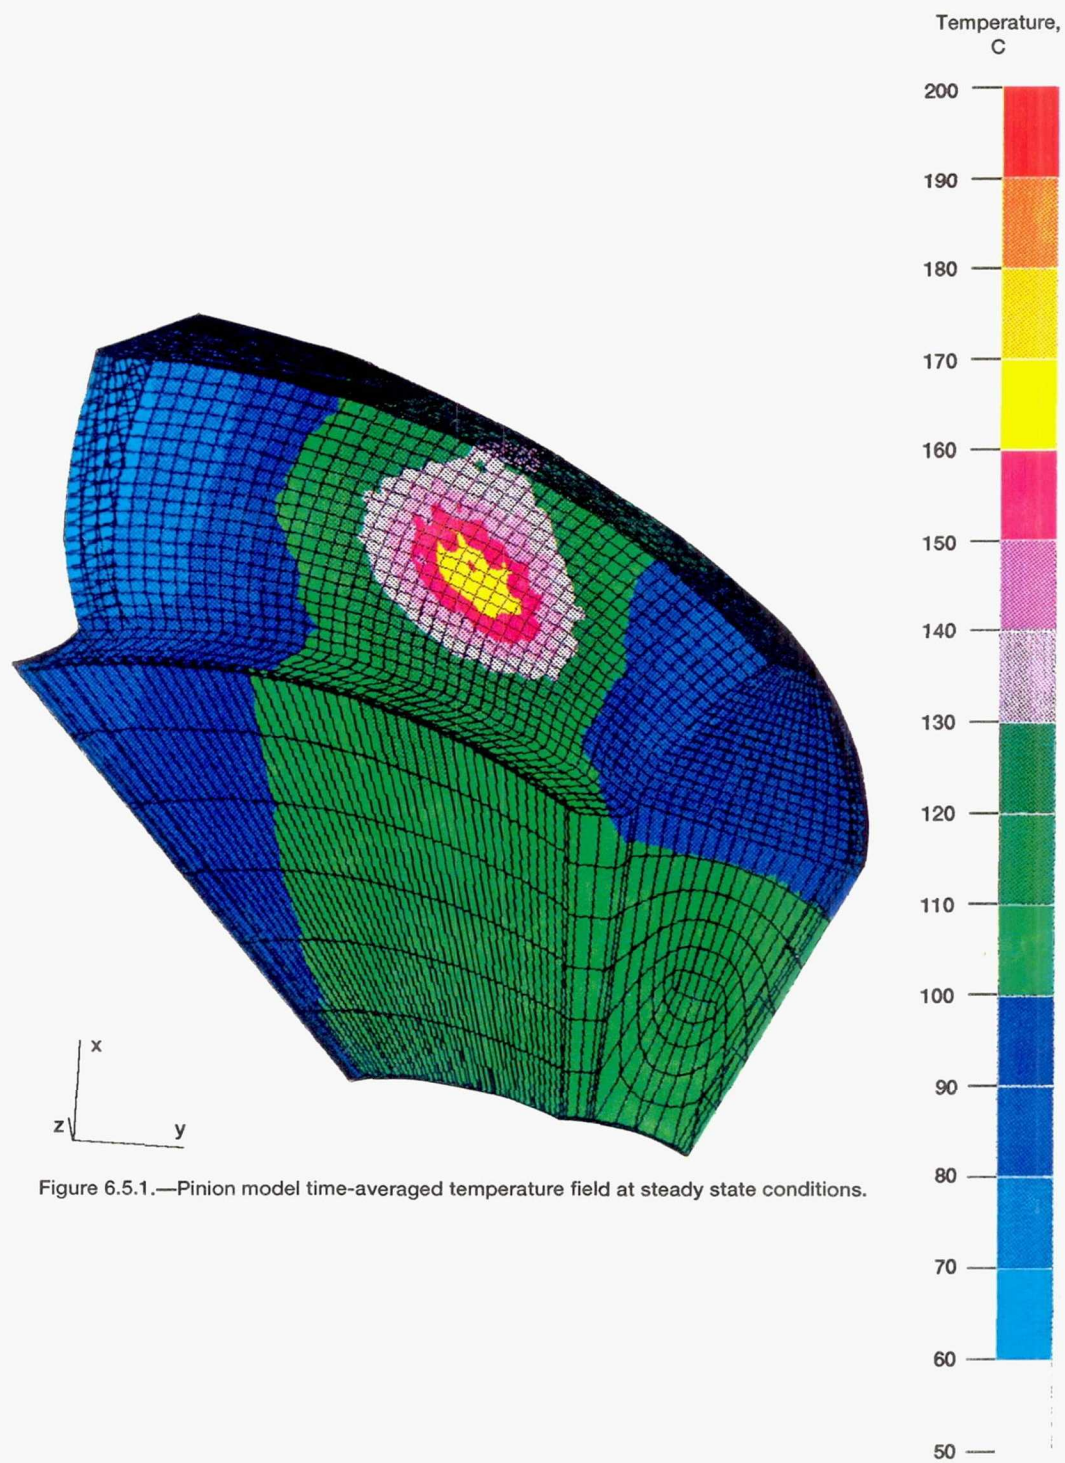 Temperature,
C
200
190
180
170
160
150
140
130
120
110
100
90
80
70
60
50
x
z
y
Figure 6.5.1.—Pinion model time-averaged temperature field at steady state conditions.